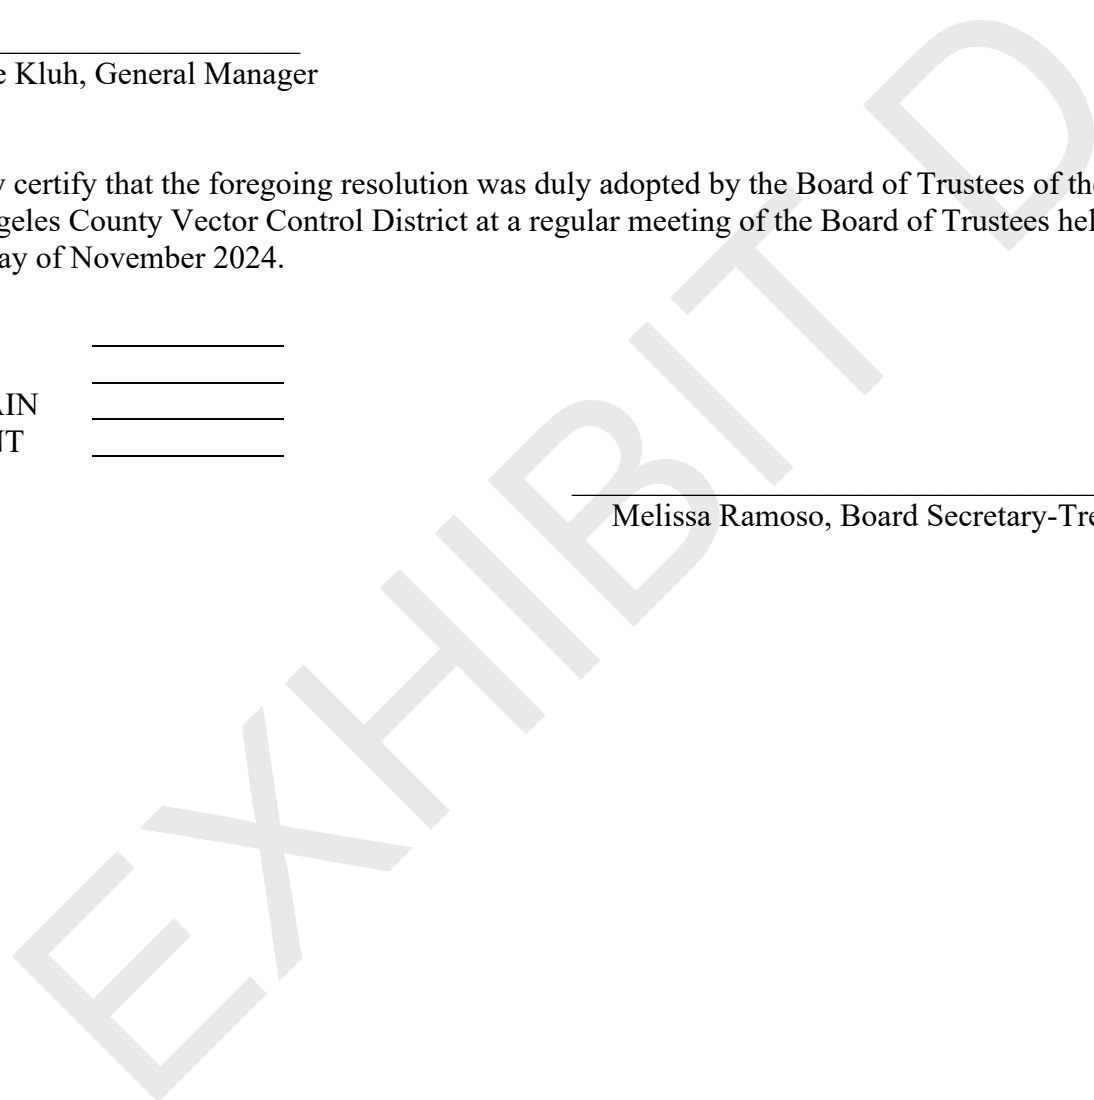 e Kluh, General Manager
y certify that the foregoing resolution was duly adopted by the Board of Trustees of the
geles County Vector Control District at a regular meeting of the Board of Trustees hel
ay of November 2024.
AIN
NT
Melissa Ramoso, Board Secretary-Tre
EXHIBIT D